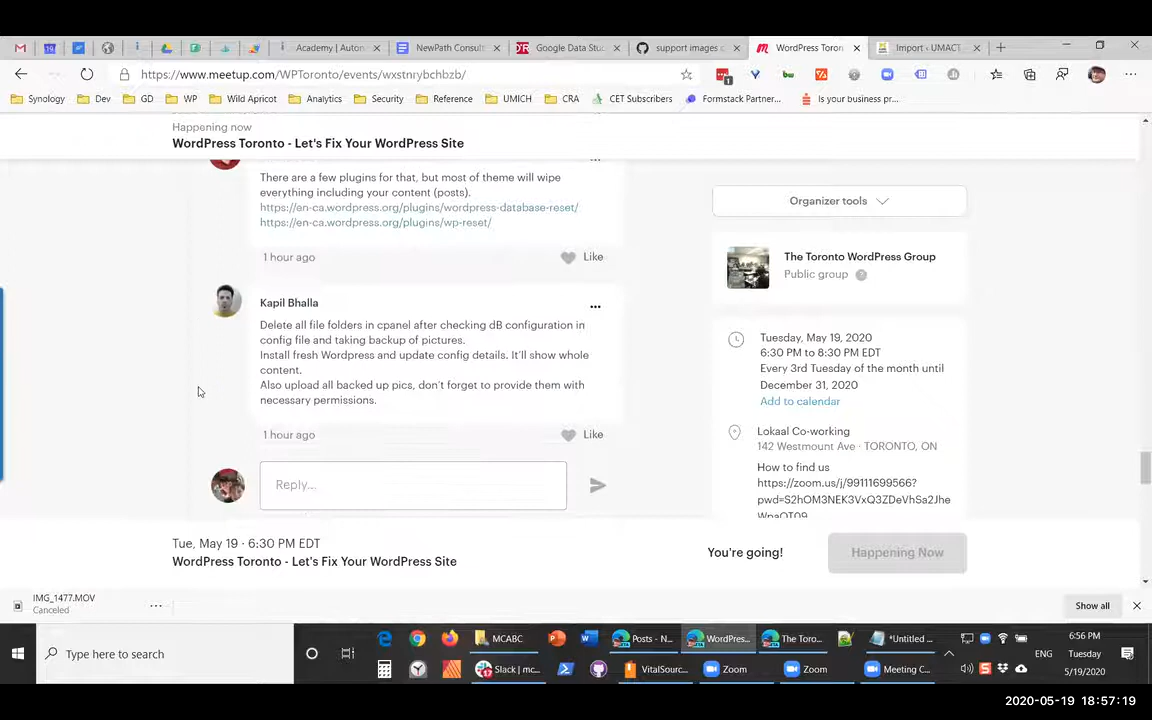 Academy | Auton
NewPath Consult
Google Data Stu
support images
WordPress Toron
Import ‹ UMACT
https://www.meetup.com/WPToronto/events/wxstnrybchbzb/
Synology
Dev
GD
WP
Wild Apricot
Analytics
Security
Reference
UMICH
CRA
CET Subscribers
Formstack Partner...
Is your business pr...
Happening now
WordPress Toronto - Let's Fix Your WordPress Site
There are a few plugins for that, but most of theme will wipe
everything including your content (posts).
https://en-ca.wordpress.org/plugins/wordpress-database-reset/
https://en-ca.wordpress.org/plugins/wp-reset/
1 hour ago
Like
Kapil Bhalla
Delete all file folders in cpanel after checking dB configuration in
config file and taking backup of pictures.
Install fresh Wordpress and update config details. It'll show whole
content.
Also upload all backed up pics, don't forget to provide them with
necessary permissions.
1 hour ago
Like
Reply...
Organizer tools
The Toronto WordPress Group
Public group
Tuesday, May 19, 2020
6:30 PM to 8:30 PM EDT
Every 3rd Tuesday of the month until
December 31, 2020
Add to calendar
Lokaal Co-working
142 Westmount Ave · TORONTO, ON
How to find us
https://zoom.us/j/99111699566?
pwd=S2hOM3NEK3VxQ3ZDeVhSa2Jhe
WnaQT09
Tue, May 19 · 6:30 PM EDT
WordPress Toronto - Let's Fix Your WordPress Site
You're going!
Happening Now
IMG_1477.MOV
Canceled
Show all
Type here to search
MCABC
Posts - N...
WordPres...
The Toro...
*Untitled ...
Slack | mc...
VitalSourc...
Zoom
Zoom
Meeting C...
ENG
6:56 PM
Tuesday
5/19/2020
2020-05-19 18:57:19